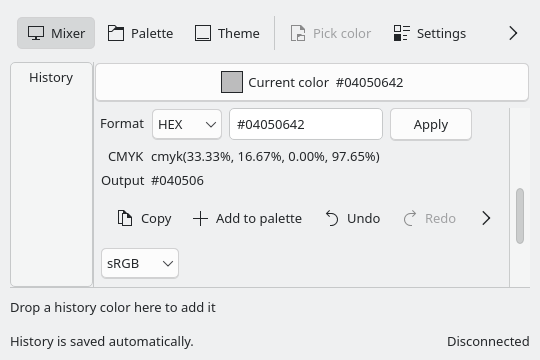 Mixer Palette Theme Pick color Settings
History
Current color #04050642
Format HEX #04050642 Apply
CMYK cmyk(33.33%, 16.67%, 0.00%, 97.65%)
Output #040506
Copy Add to palette Undo Redo
sRGB
Drop a history color here to add it
History is saved automatically. Disconnected